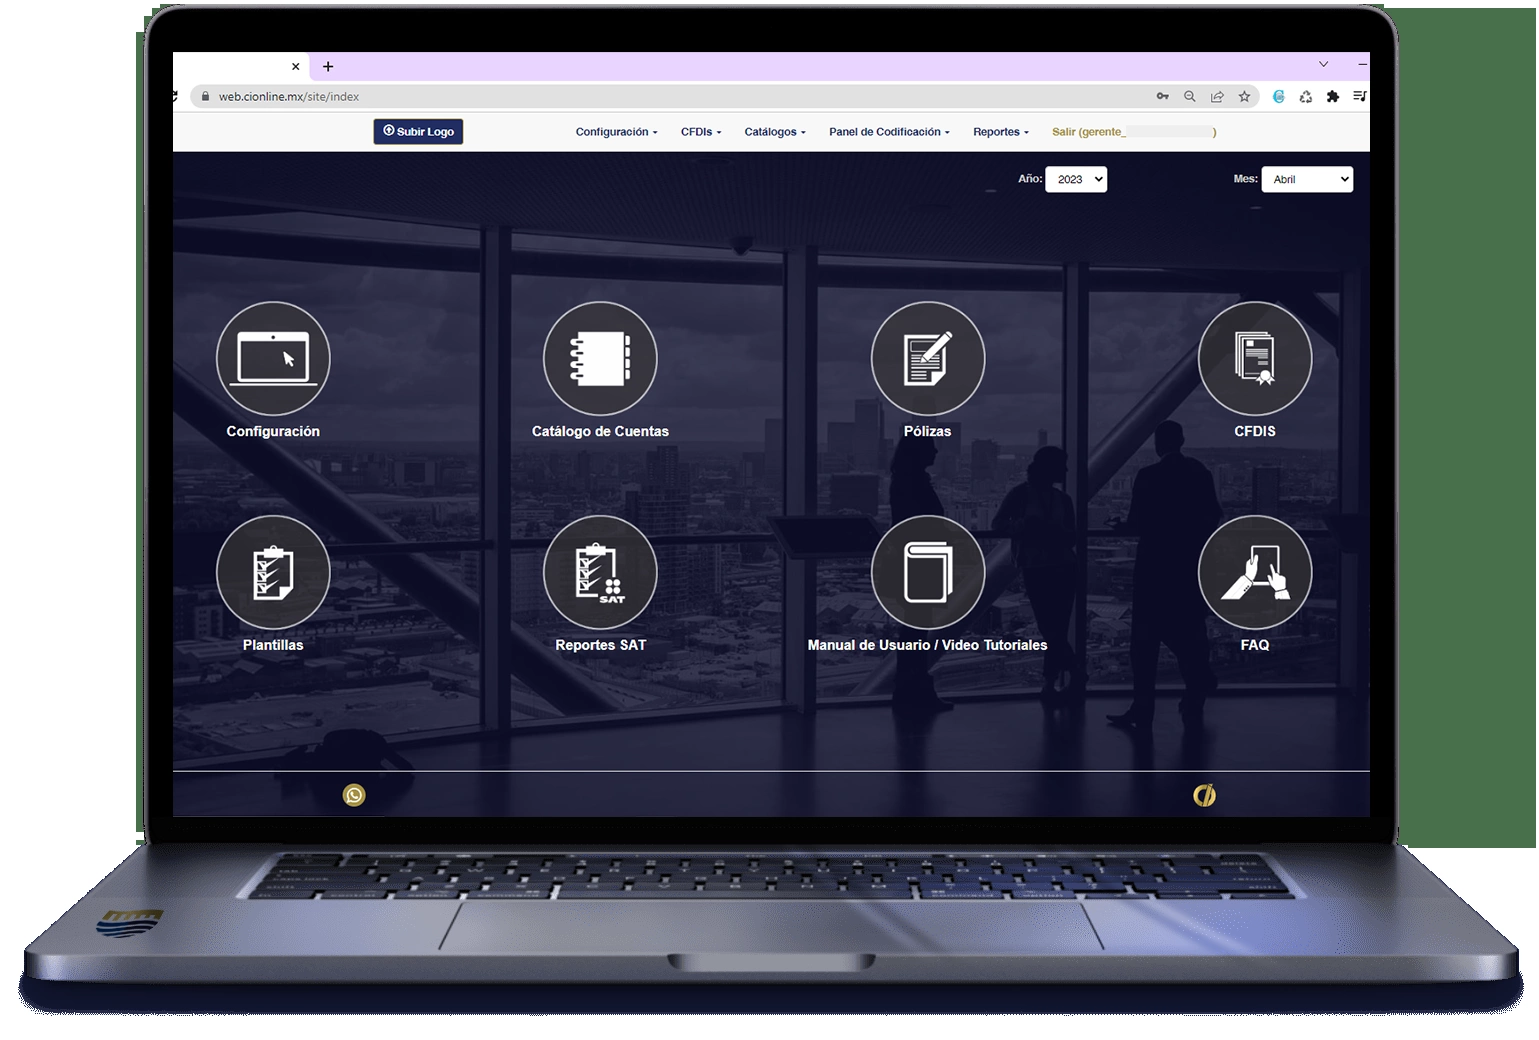 web.cionline.mx/site/index
Subir Logo
Configuración
CFDIs
Catálogos
Panel de Codificación
Reportes
Salir (gerente_ )
Año: 2023
Mes: Abril
Configuración
Catálogo de Cuentas
Pólizas
CFDIS
SAT
Plantillas
Reportes SAT
Manual de Usuario / Video Tutoriales
FAQ